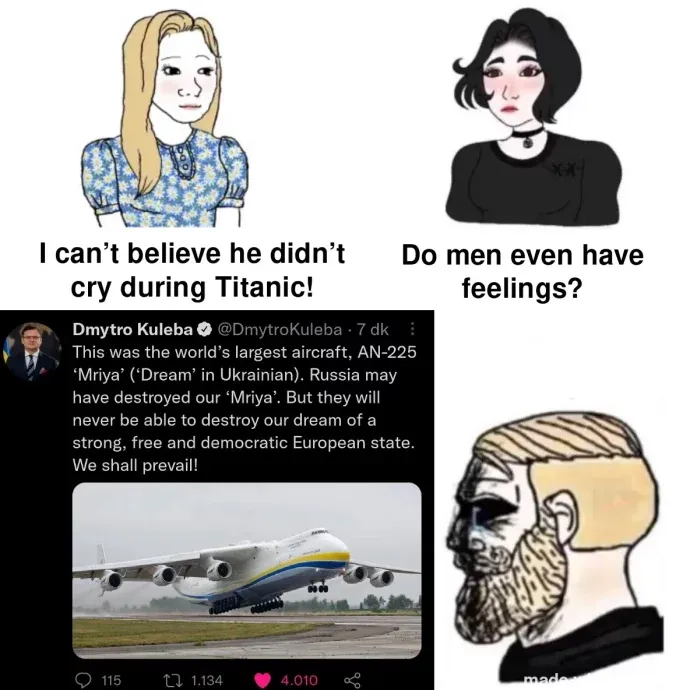 I can't believe he didn't
cry during Titanic!
Do men even have
feelings?
Dmytro Kuleba @DmytroKuleba · 7 dk
This was the world's largest aircraft, AN-225
‘Mriya’ (‘Dream’ in Ukrainian). Russia may
have destroyed our ‘Mriya’. But they will
never be able to destroy our dream of a
strong, free and democratic European state.
We shall prevail!
115 1.134 4.010
made